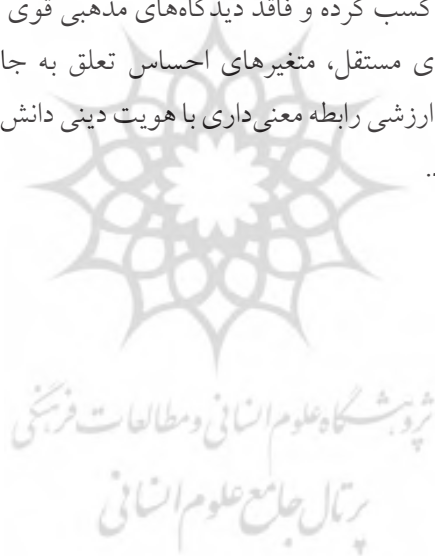 کسب کرده و فاقد دیدگاه‌های مذهبی قوی
ی مستقل، متغیرهای احساس تعلق به جا
ارزشی رابطه معنی‌داری با هویت دینی دانش
..
پژوهشگاه علوم انسانی و مطالعات فرهنگی
پرتال جامع علوم انسانی